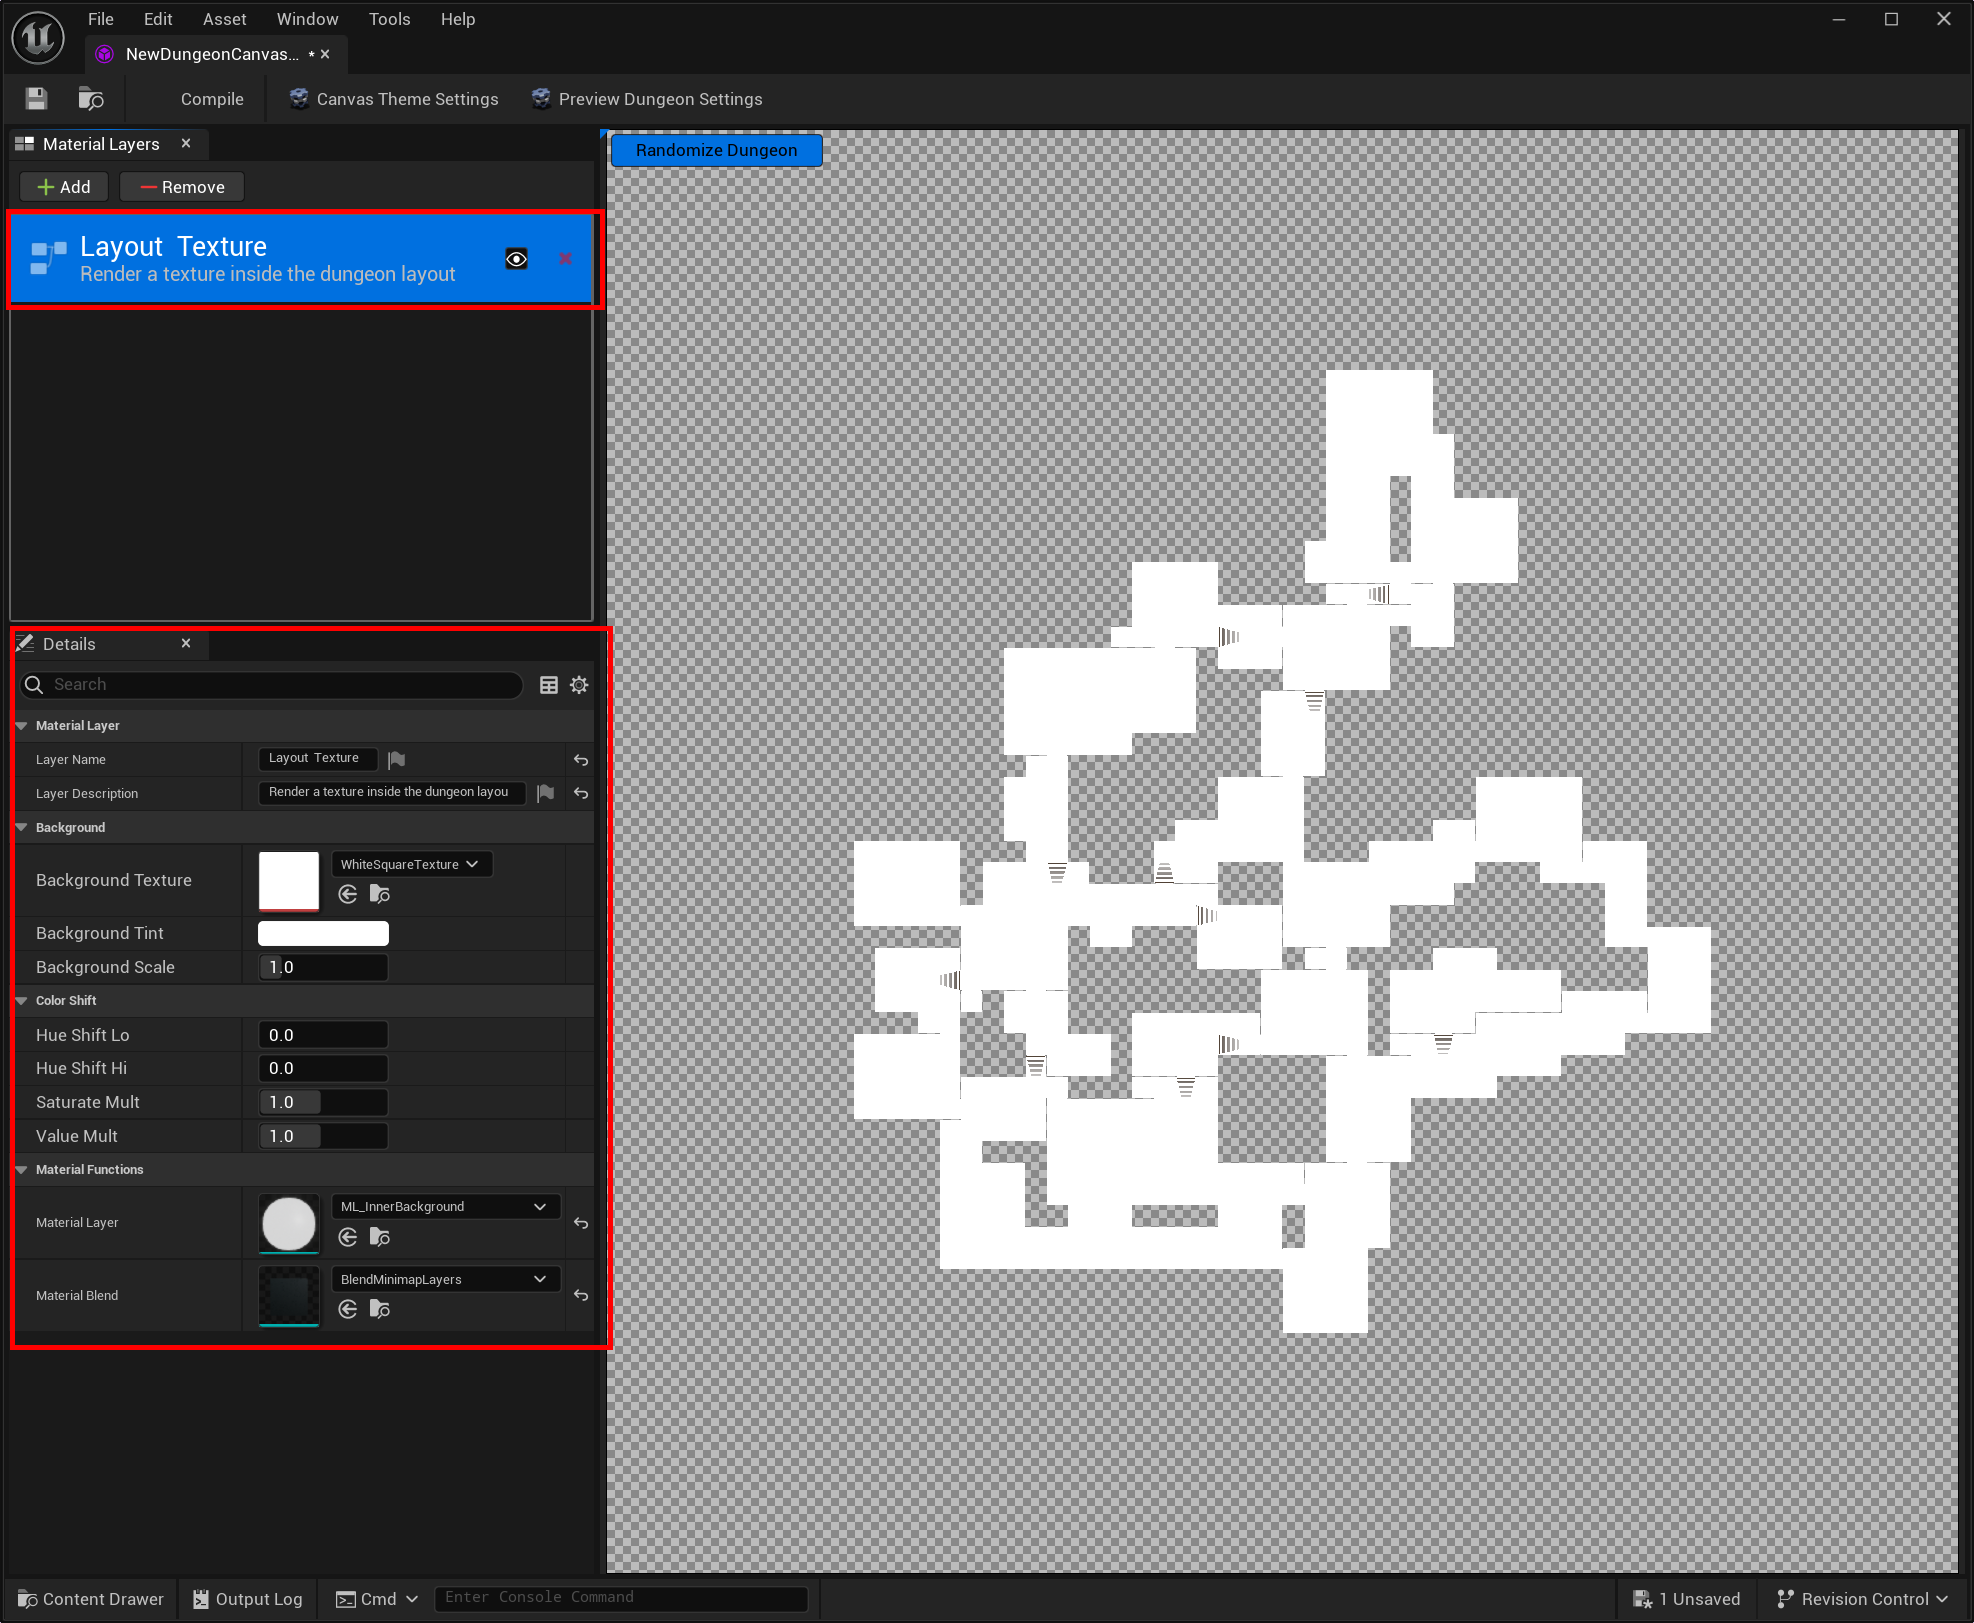 File Edit Asset Window Tools Help
NewDungeonCanvas... *
Compile Canvas Theme Settings Preview Dungeon Settings
Material Layers
Add Remove
Layout Texture
Render a texture inside the dungeon layout
Randomize Dungeon
Details
Search
Material Layer
Layer Name Layout Texture
Layer Description Render a texture inside the dungeon layou
Background
Background Texture WhiteSquareTexture
Background Tint
Background Scale 1.0
Color Shift
Hue Shift Lo 0.0
Hue Shift Hi 0.0
Saturate Mult 1.0
Value Mult 1.0
Material Functions
Material Layer ML_InnerBackground
Material Blend BlendMinimapLayers
Content Drawer Output Log Cmd Enter Console Command 1 Unsaved Revision Control